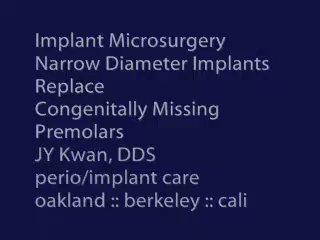 Implant Microsurgery
Narrow Diameter Implants
Replace
Congenitally Missing
Premolars
JY Kwan, DDS
perio/implant care
oakland :: berkeley :: cali